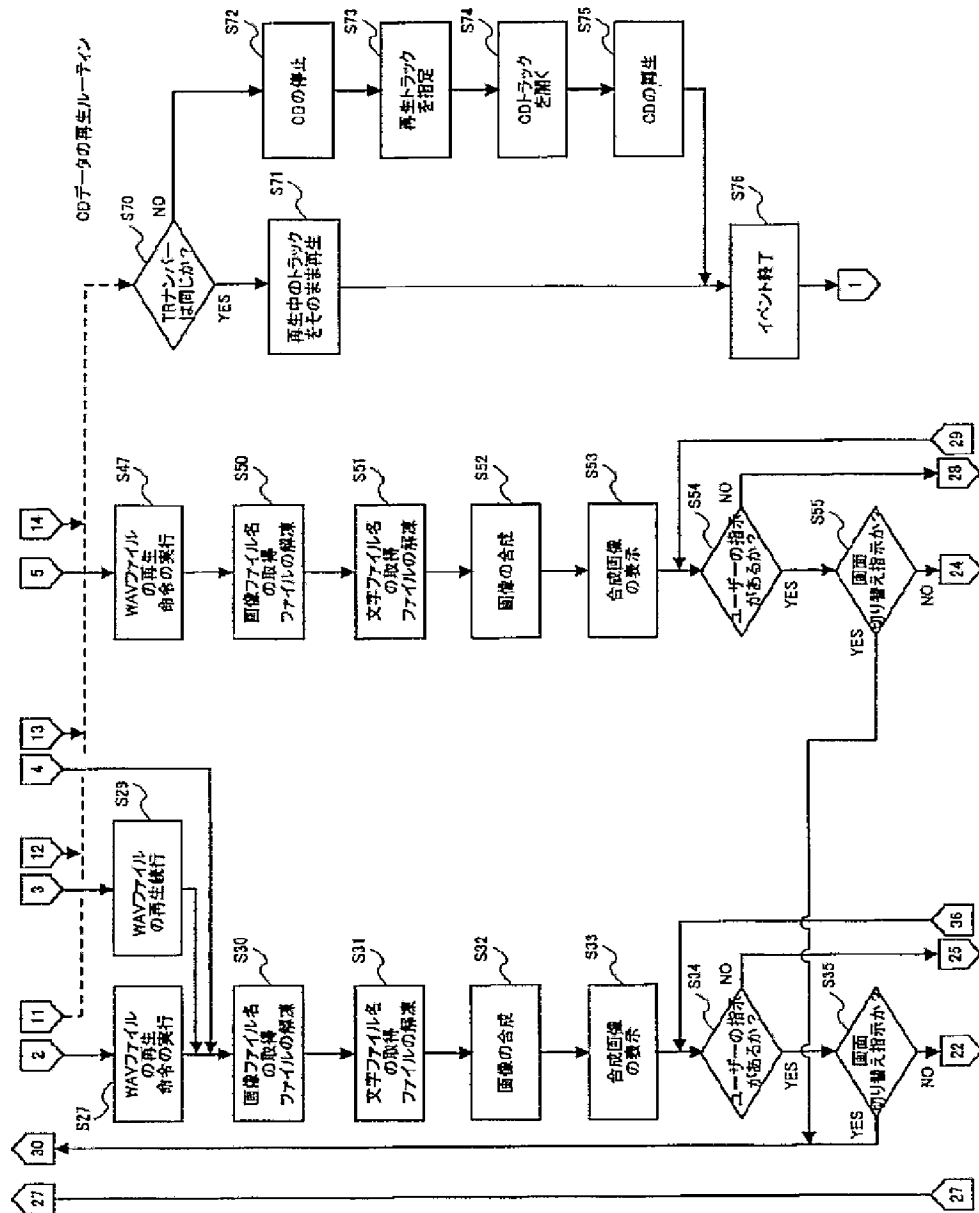 CDデータの再生ルーティン
27
30
2
11
3
12
4
13
5
14
S27
WAVファイル
の再生
命令の実行
S29
WAVファイル
の再生続行
S30
画像ファイル名
の取得
ファイルの解凍
S31
文字ファイル名
の取得
ファイルの解凍
S32
画像の合成
S33
合成画像
の表示
S34
ユーザーの指示
があるか?
NO
YES
S35
画面
切り替え指示か?
YES
NO
22
36
27
S47
WAVファイル
の再生
命令の実行
S50
画像ファイル名
の取得
ファイルの解凍
S51
文字ファイル名
の取得
ファイルの解凍
S52
画像の合成
S53
合成画像
の表示
S54
ユーザーの指示
があるか?
NO
YES
S55
画面
切り替え指示か?
YES
NO
24
28
29
S70
TRナンバー
は同じか?
NO
YES
S71
再生中のトラック
をそのまま再生
S72
CDの停止
S73
再生トラック
を指定
S74
CDトラック
を開く
S75
CDの再生
S76
イベント終了
1